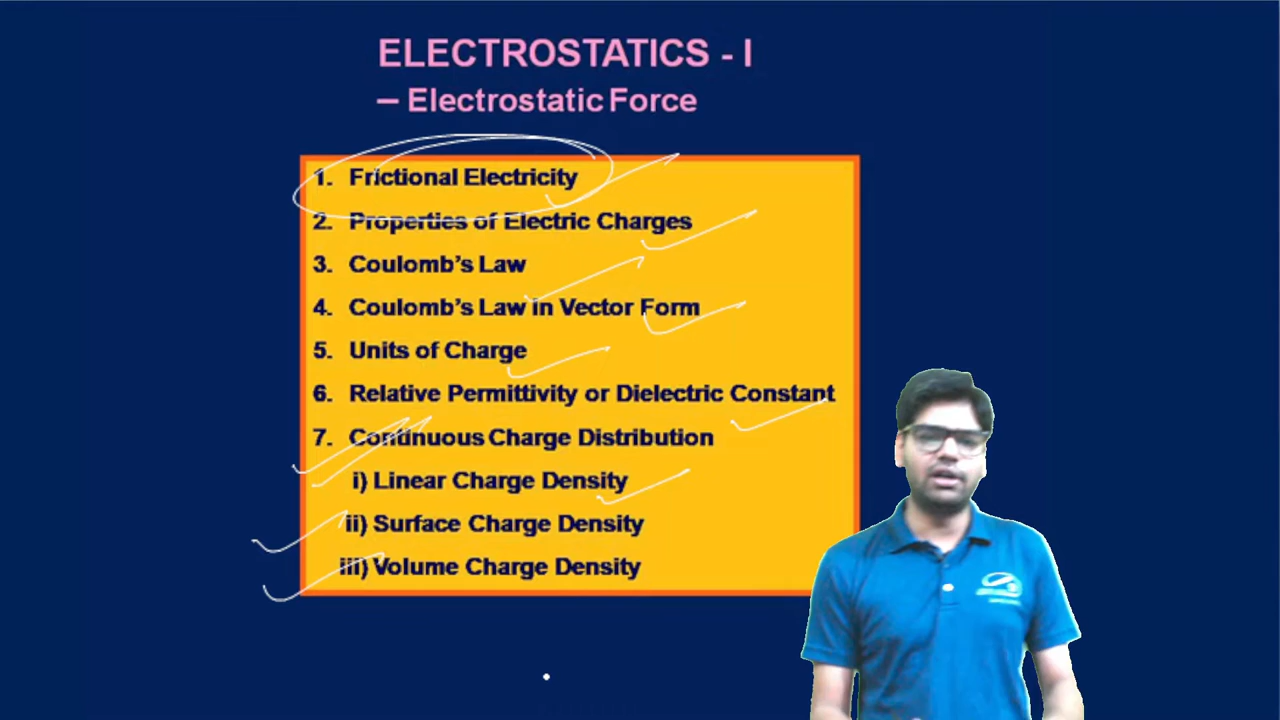 ELECTROSTATICS - I
– Electrostatic Force
1. Frictional Electricity
2. Properties of Electric Charges
3. Coulomb’s Law
4. Coulomb’s Law in Vector Form
5. Units of Charge
6. Relative Permittivity or Dielectric Constant
7. Continuous Charge Distribution
i) Linear Charge Density
ii) Surface Charge Density
iii) Volume Charge Density